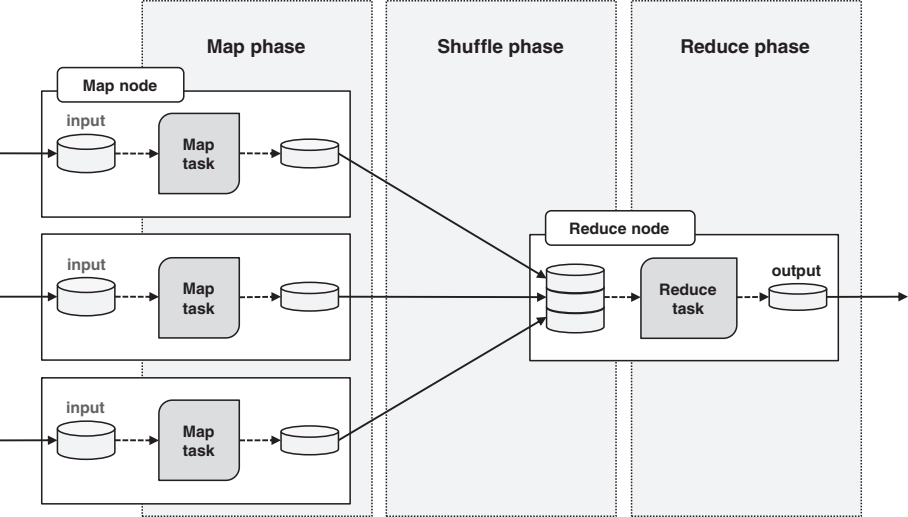 Map phase
Shuffle phase
Reduce phase
Map node
input
Map
task
Reduce node
input
Map
task
Reduce
task
output
input
Map
task